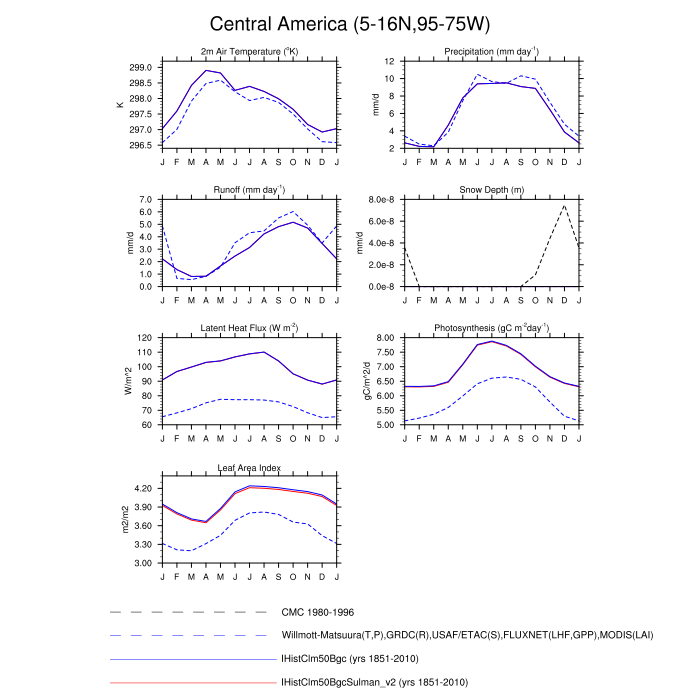 Central America (5-16N,95-75W)
2m Air Temperature (°K)
299.0
298.5
298.0
297.5
297.0
296.5
K
J F M A M J J A S O N D J
Precipitation (mm day⁻¹)
12
10
8
6
4
2
mm/d
J F M A M J J A S O N D J
Runoff (mm day⁻¹)
7.0
6.0
5.0
4.0
3.0
2.0
1.0
0.0
mm/d
J F M A M J J A S O N D J
Snow Depth (m)
8.0e-8
6.0e-8
4.0e-8
2.0e-8
0.0e-8
mm/d
J F M A M J J A S O N D J
Latent Heat Flux (W m⁻²)
120
110
100
90
80
70
60
W/m^2
J F M A M J J A S O N D J
Photosynthesis (gC m⁻²day⁻¹)
8.00
7.50
7.00
6.50
6.00
5.50
5.00
gC/m^2/d
J F M A M J J A S O N D J
Leaf Area Index
4.20
3.90
3.60
3.30
3.00
m2/m2
J F M A M J J A S O N D J
CMC 1980-1996
Willmott-Matsuura(T,P),GRDC(R),USAF/ETAC(S),FLUXNET(LHF,GPP),MODIS(LAI)
IHistClm50Bgc (yrs 1851-2010)
IHistClm50BgcSulman_v2 (yrs 1851-2010)